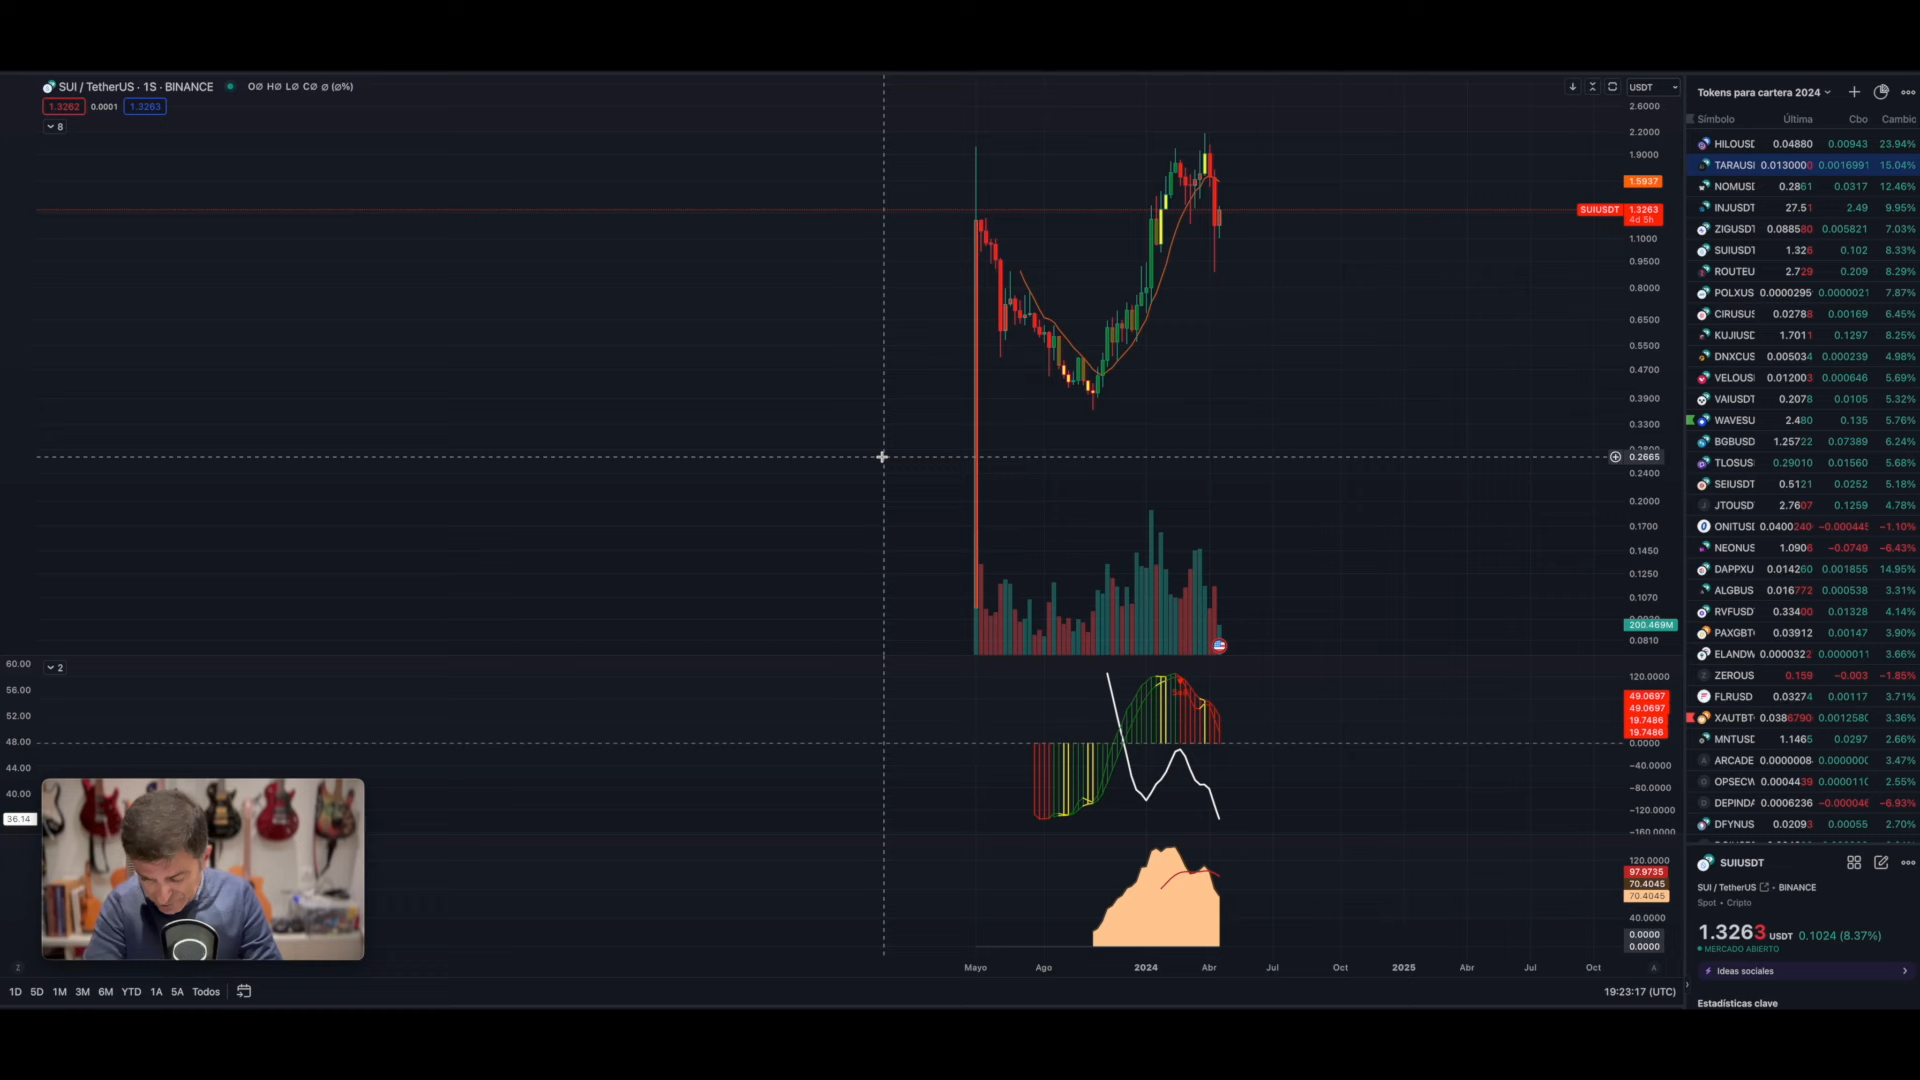 SUI / TetherUS · 1S · BINANCE
OØ HØ LØ CØ Ø (Ø%)
1.3262 0.0001 1.3263
8
USDT
2.6000
2.2000
1.9000
1.5937
SUIUSDT 1.3263
4d 5h
1.1000
0.9500
0.8000
0.6500
0.5500
0.4700
0.3900
0.3300
0.2665
0.2400
0.2000
0.1700
0.1450
0.1250
0.1070
200.469M
0.0810
2
60.00
56.00
52.00
48.00
44.00
40.00
36.14
120.0000
49.0697
49.0697
19.7486
19.7486
0.0000
−40.0000
−80.0000
−120.0000
−160.0000
120.0000
97.9735
70.4045
70.4045
40.0000
0.0000
0.0000
Z
Mayo Ago 2024 Abr Jul Oct 2025 Abr Jul Oct
A
1D 5D 1M 3M 6M YTD 1A 5A Todos
19:23:17 (UTC)
Tokens para cartera 2024
Símbolo Última Cbo Cambic
HILOUSD 0.04880 0.00943 23.94%
TARAUSI 0.0130000 0.0016991 15.04%
NOMUSI 0.2861 0.0317 12.46%
INJUSDT 27.51 2.49 9.95%
ZIGUSDT 0.088580 0.005821 7.03%
SUIUSDT 1.326 0.102 8.33%
ROUTEU 2.729 0.209 8.29%
POLXUS 0.0000295 0.0000021 7.87%
CIRUSUS 0.02788 0.00169 6.45%
KUJIUSD 1.7011 0.1297 8.25%
DNXCUS 0.005034 0.000239 4.98%
VELOUS 0.012003 0.000646 5.69%
VAIUSDT 0.2078 0.0105 5.32%
WAVESU 2.480 0.135 5.76%
BGBUSD 1.25722 0.07389 6.24%
TLOSUS 0.29010 0.01560 5.68%
SEIUSDT 0.5121 0.0252 5.18%
J JTOUSDT 2.7607 0.1259 4.78%
ONITUSD 0.0400240 −0.000445 −1.10%
NEONUS 1.0906 −0.0749 −6.43%
DAPPXU 0.014260 0.001855 14.95%
ALGBUS 0.016772 0.000538 3.31%
RVFUSD 0.33400 0.01328 4.14%
PAXGBT 0.03912 0.00147 3.90%
ELANDW 0.0000322 0.0000011 3.66%
Z ZEROUS 0.159 −0.003 −1.85%
FLRUSD 0.03274 0.00117 3.71%
XAUTBT 0.0386790 0.0012580 3.36%
MNTUSD 1.1465 0.0297 2.66%
A ARCADE 0.0000008 0.000000 3.47%
O OPSECW 0.0004439 0.0000110 2.55%
D DEPINDA 0.0006236 −0.000046 −6.93%
DFYNUS 0.02093 0.00055 2.70%
SUIUSDT
SUI / TetherUS · BINANCE
Spot · Cripto
1.3263 USDT 0.1024 (8.37%)
MERCADO ABIERTO
Ideas sociales
Estadísticas clave